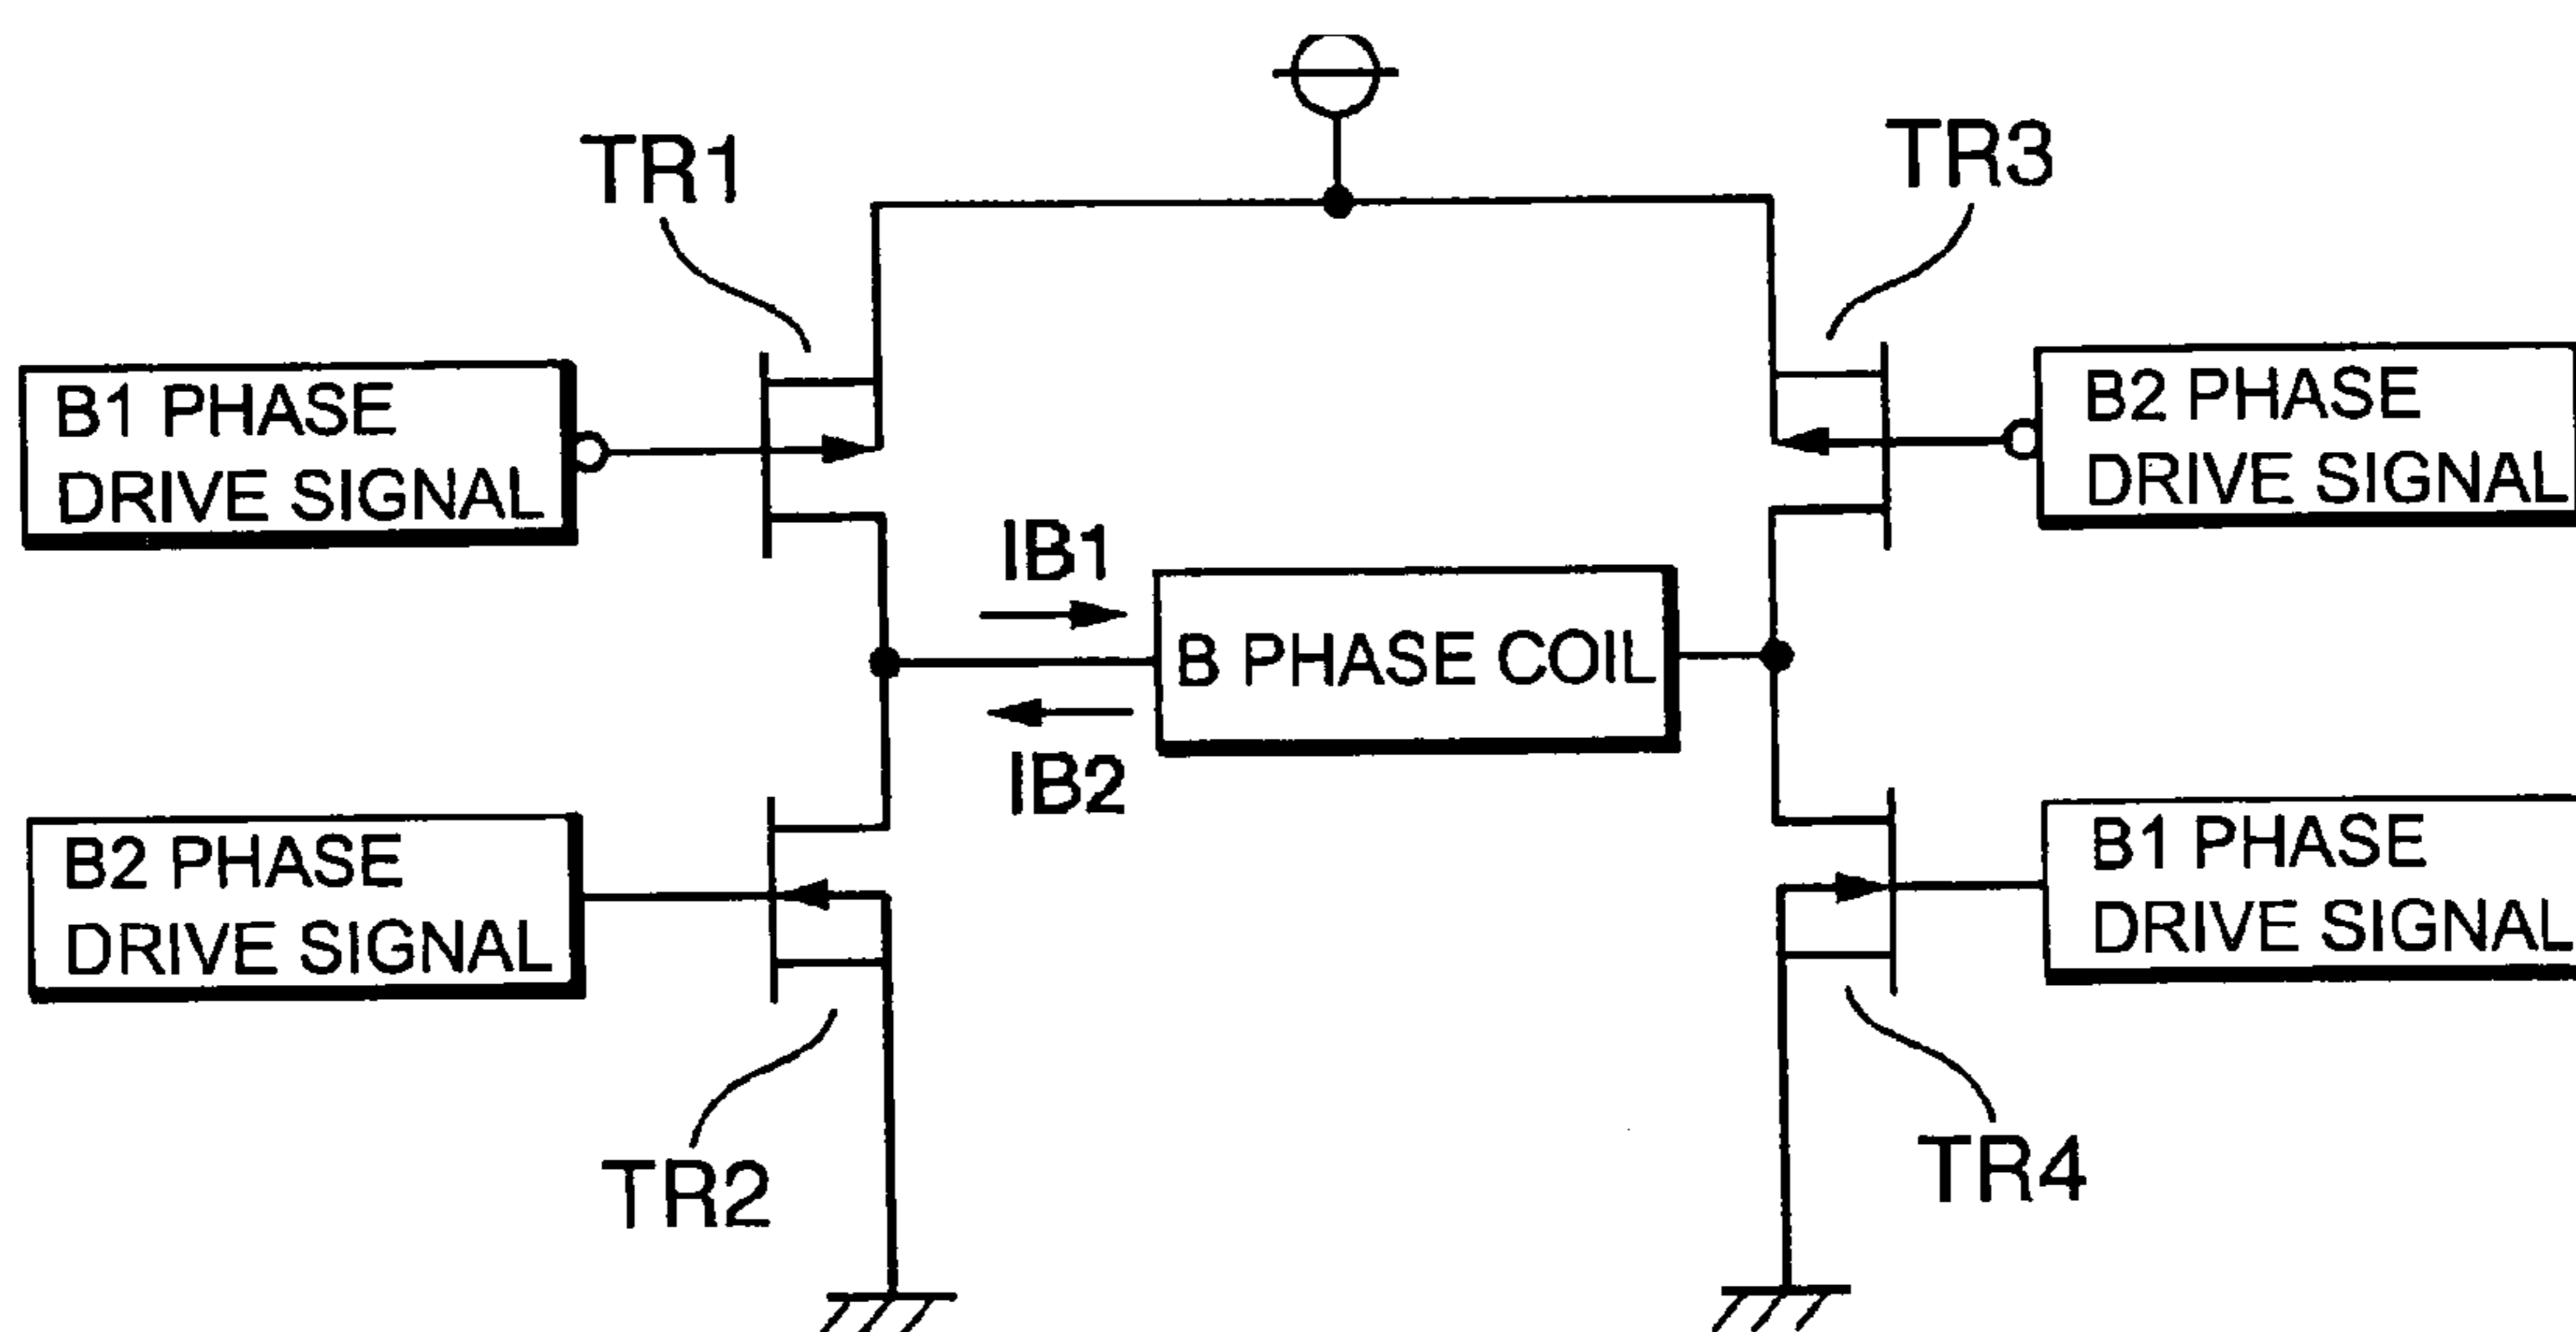 TR1
TR3
B1 PHASE
DRIVE SIGNAL
B2 PHASE
DRIVE SIGNAL
IB1
B PHASE COIL
IB2
B2 PHASE
DRIVE SIGNAL
B1 PHASE
DRIVE SIGNAL
TR2
TR4